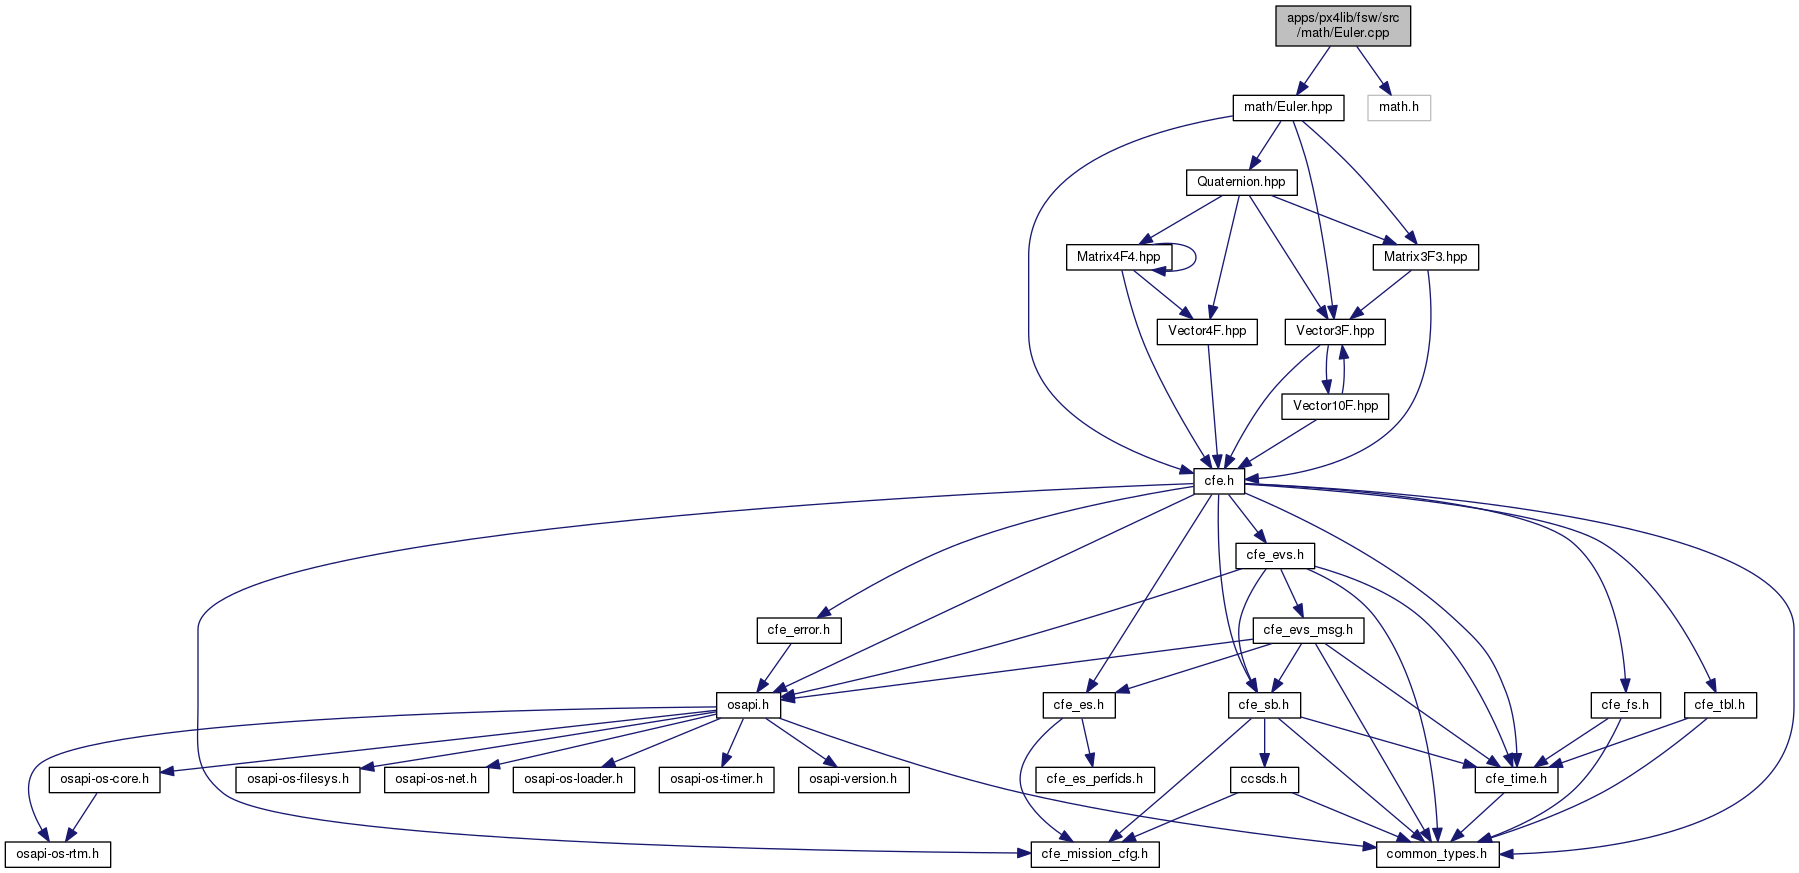 apps/px4lib/fsw/src
/math/Euler.cpp
math/Euler.hpp
math.h
Quaternion.hpp
Matrix4F4.hpp
Matrix3F3.hpp
Vector4F.hpp
Vector3F.hpp
Vector10F.hpp
cfe.h
cfe_evs.h
cfe_error.h
cfe_evs_msg.h
osapi.h
cfe_es.h
cfe_sb.h
cfe_fs.h
cfe_tbl.h
osapi-os-core.h
osapi-os-filesys.h
osapi-os-net.h
osapi-os-loader.h
osapi-os-timer.h
osapi-version.h
cfe_es_perfids.h
ccsds.h
cfe_time.h
osapi-os-rtm.h
cfe_mission_cfg.h
common_types.h